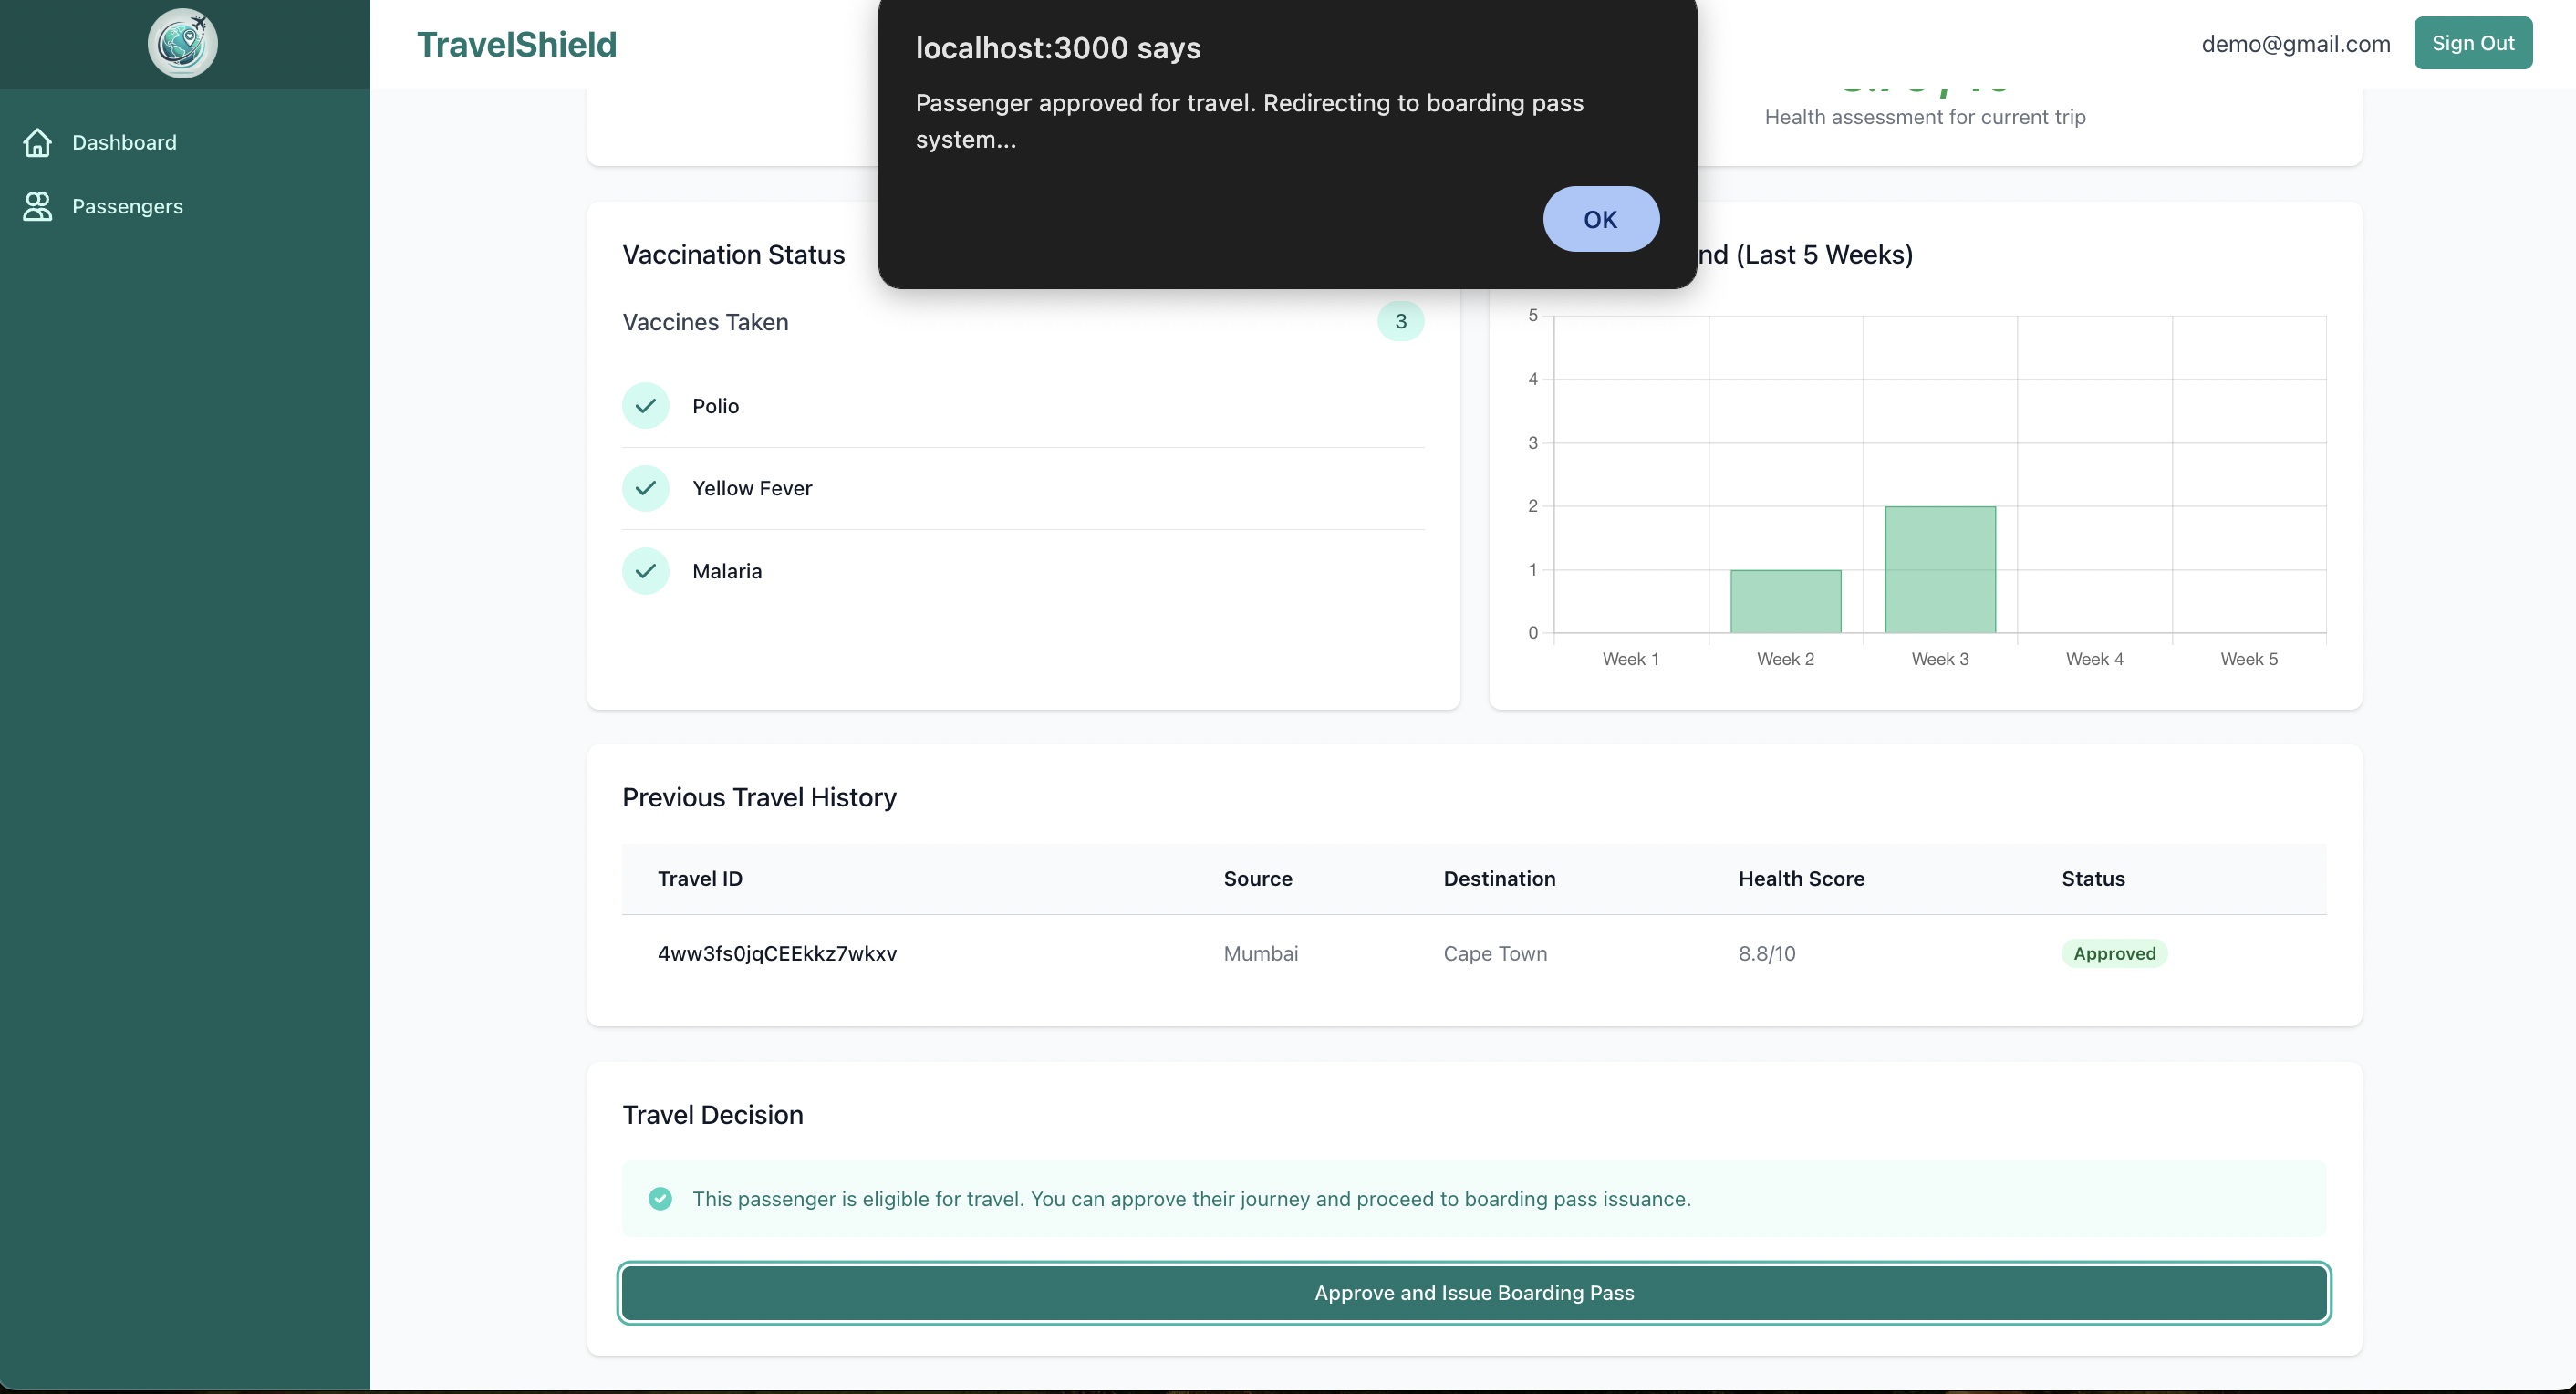 TravelShield
localhost:3000 says
Passenger approved for travel. Redirecting to boarding pass
system...
OK
demo@gmail.com
Sign Out
Dashboard
Passengers
Health assessment for current trip
Vaccination Status
Vaccines Taken
3
Polio
Yellow Fever
Malaria
(Last 5 Weeks)
5
4
3
2
1
0
Week 1
Week 2
Week 3
Week 4
Week 5
Previous Travel History
Travel ID
Source
Destination
Health Score
Status
4ww3fs0jqCEEkkz7wkxv
Mumbai
Cape Town
8.8/10
Approved
Travel Decision
This passenger is eligible for travel. You can approve their journey and proceed to boarding pass issuance.
Approve and Issue Boarding Pass